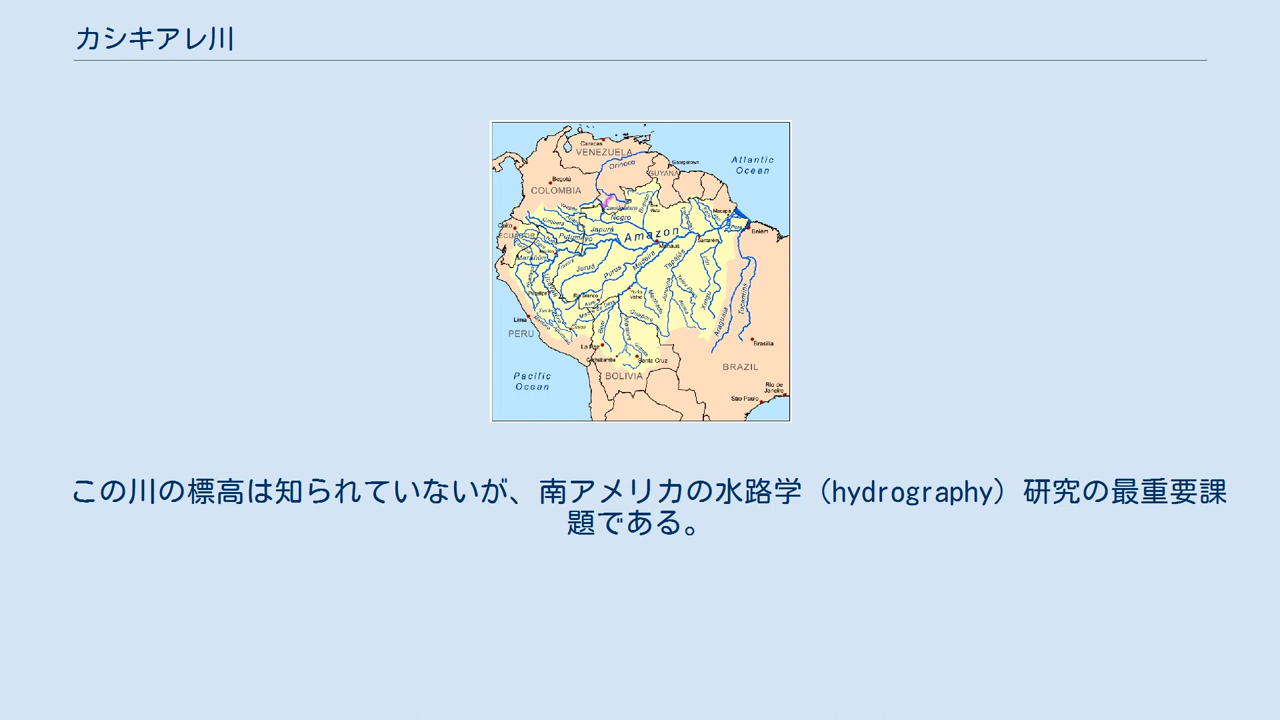 カシキアレ川
Caracas
VENEZUELA
Orinoco
Georgetown
Atlantic
Ocean
GUYANA
Bogotá
COLOMBIA
Negro
Macapá
Japurá
Amazon
Belém
Putumayo
Manaus
Santarém
ECUADOR
Marañón
Juruá
Purus
Madeira
Tapajós
Xingu
Tocantins
Araguaia
Lima
PERU
La Paz
Brasília
Santa Cruz
BOLIVIA
BRAZIL
Pacific
Ocean
Rio de
Janeiro
São Paulo
この川の標高は知られていないが、南アメリカの水路学（hydrography）研究の最重要課
題である。